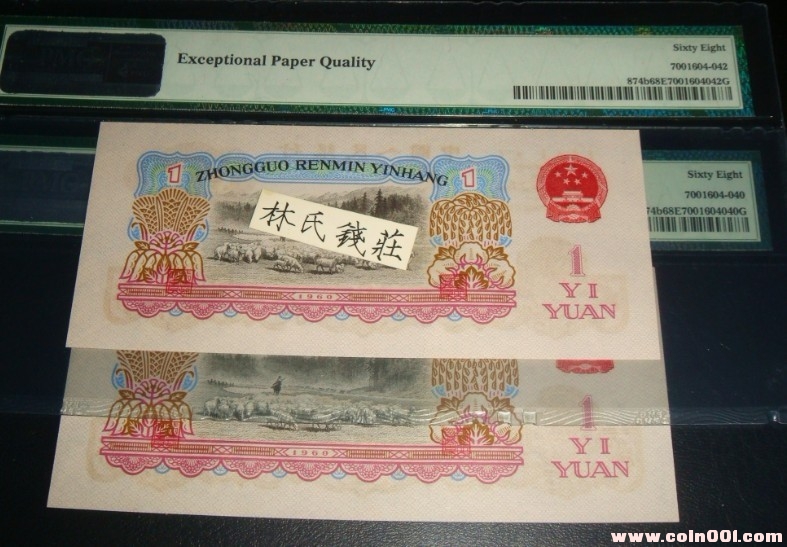 Exceptional Paper Quality
Sixty Eight
7001604-042
874b68E7001604042G
Sixty Eight
7001604-040
74b68E7001604040G
1 ZHONGGUO RENMIN YINHANG 1
林氏錢莊
1
YI
YUAN
1960
1
YI
YUAN
1960
www.coin001.com